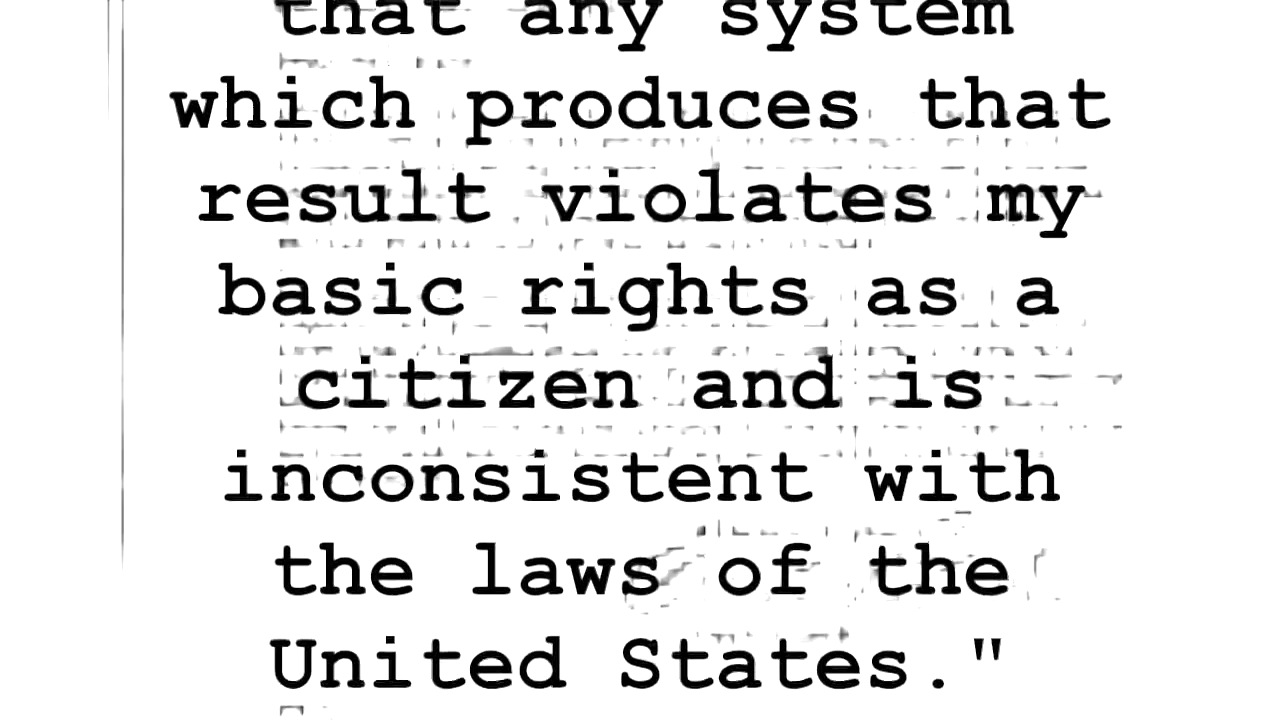 that any system
which produces that
result violates my
basic rights as a
citizen and is
inconsistent with
the laws of the
United States."